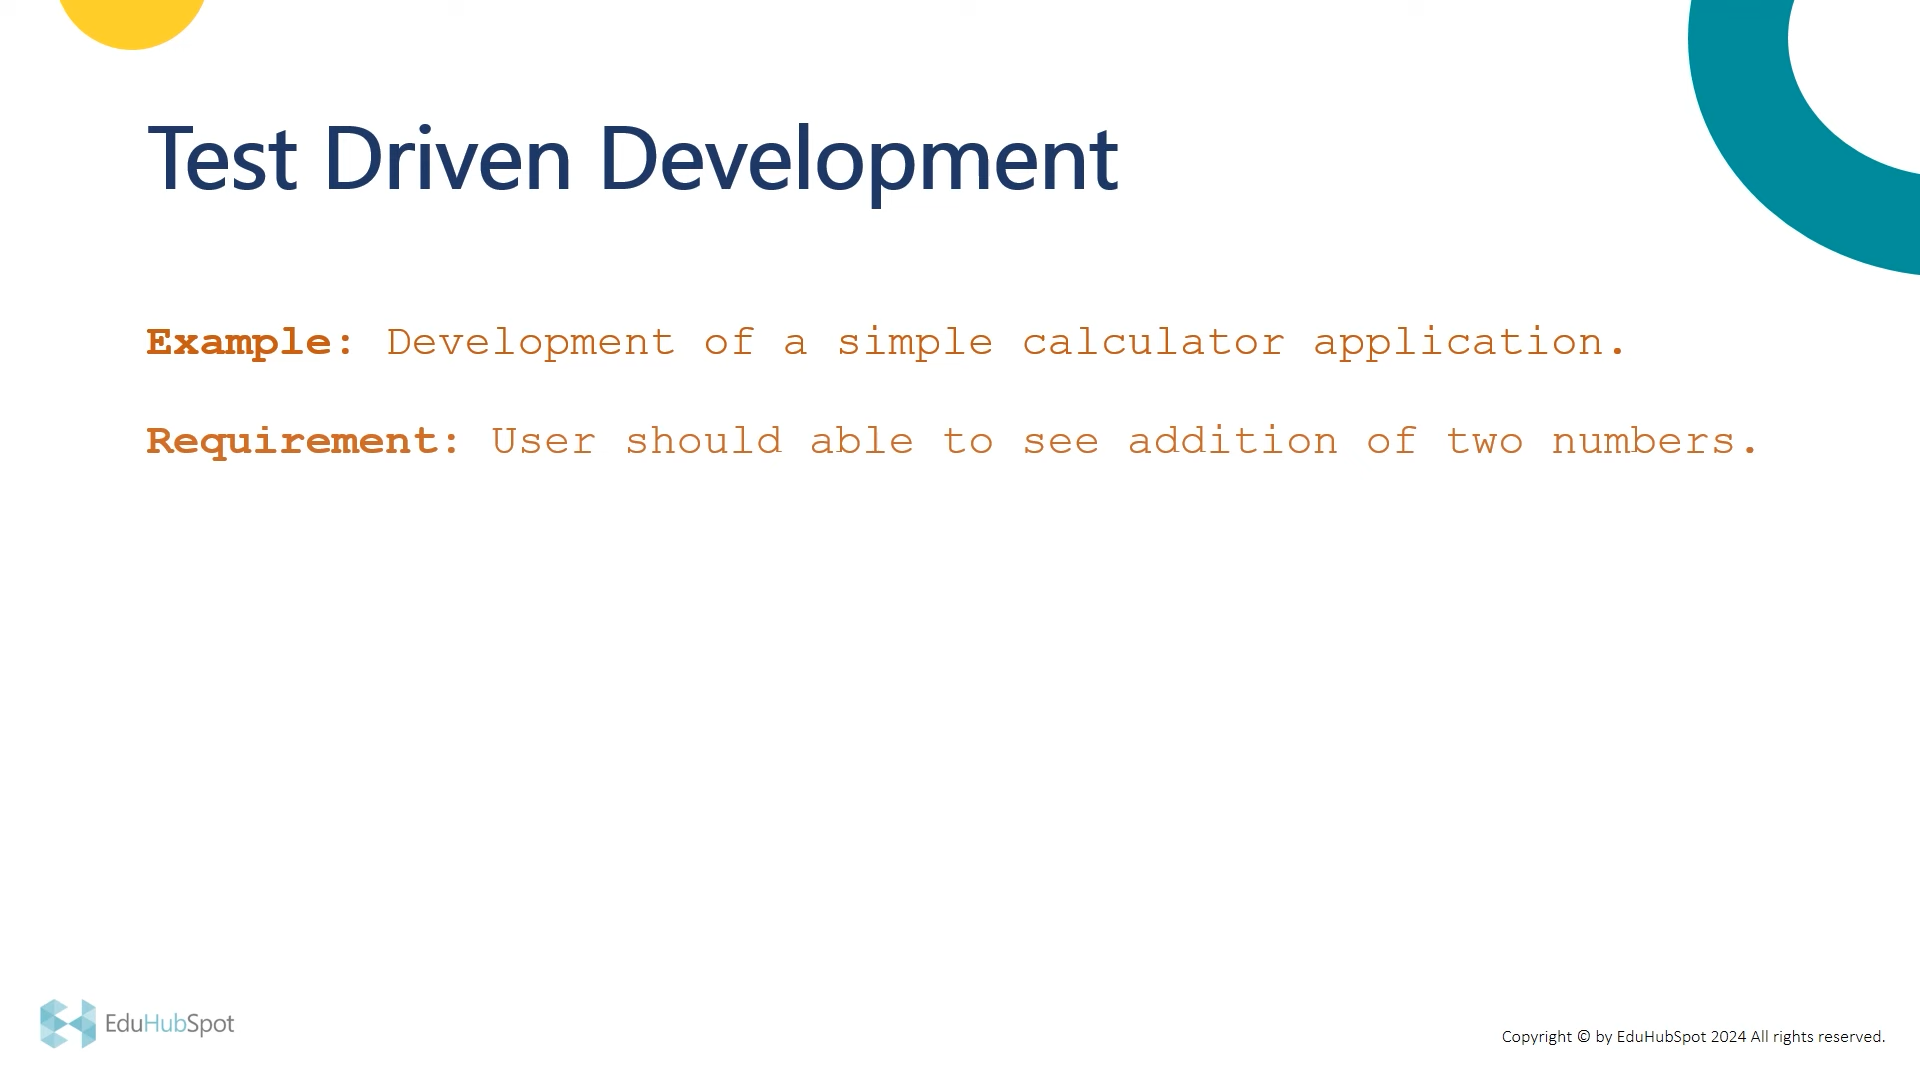 Test Driven Development
Example: Development of a simple calculator application.
Requirement: User should able to see addition of two numbers.
EduHubSpot
Copyright © by EduHubSpot 2024 All rights reserved.